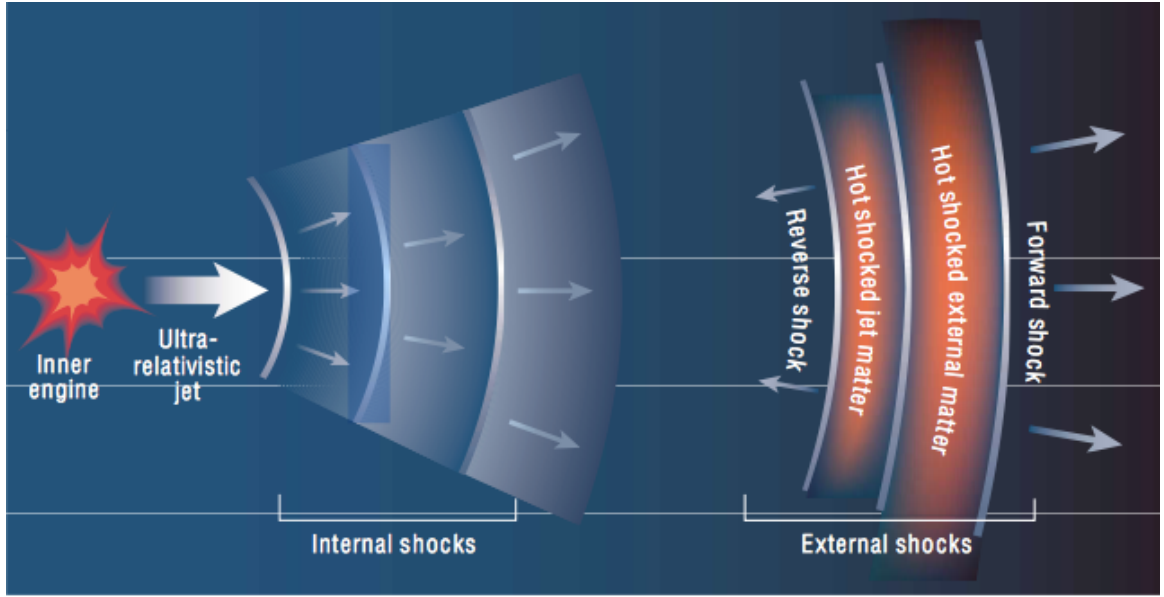 Inner
engine
Ultra-
relativistic
jet
Internal shocks
Reverse shock
Hot shocked jet matter
Hot shocked external matter
Forward shock
External shocks